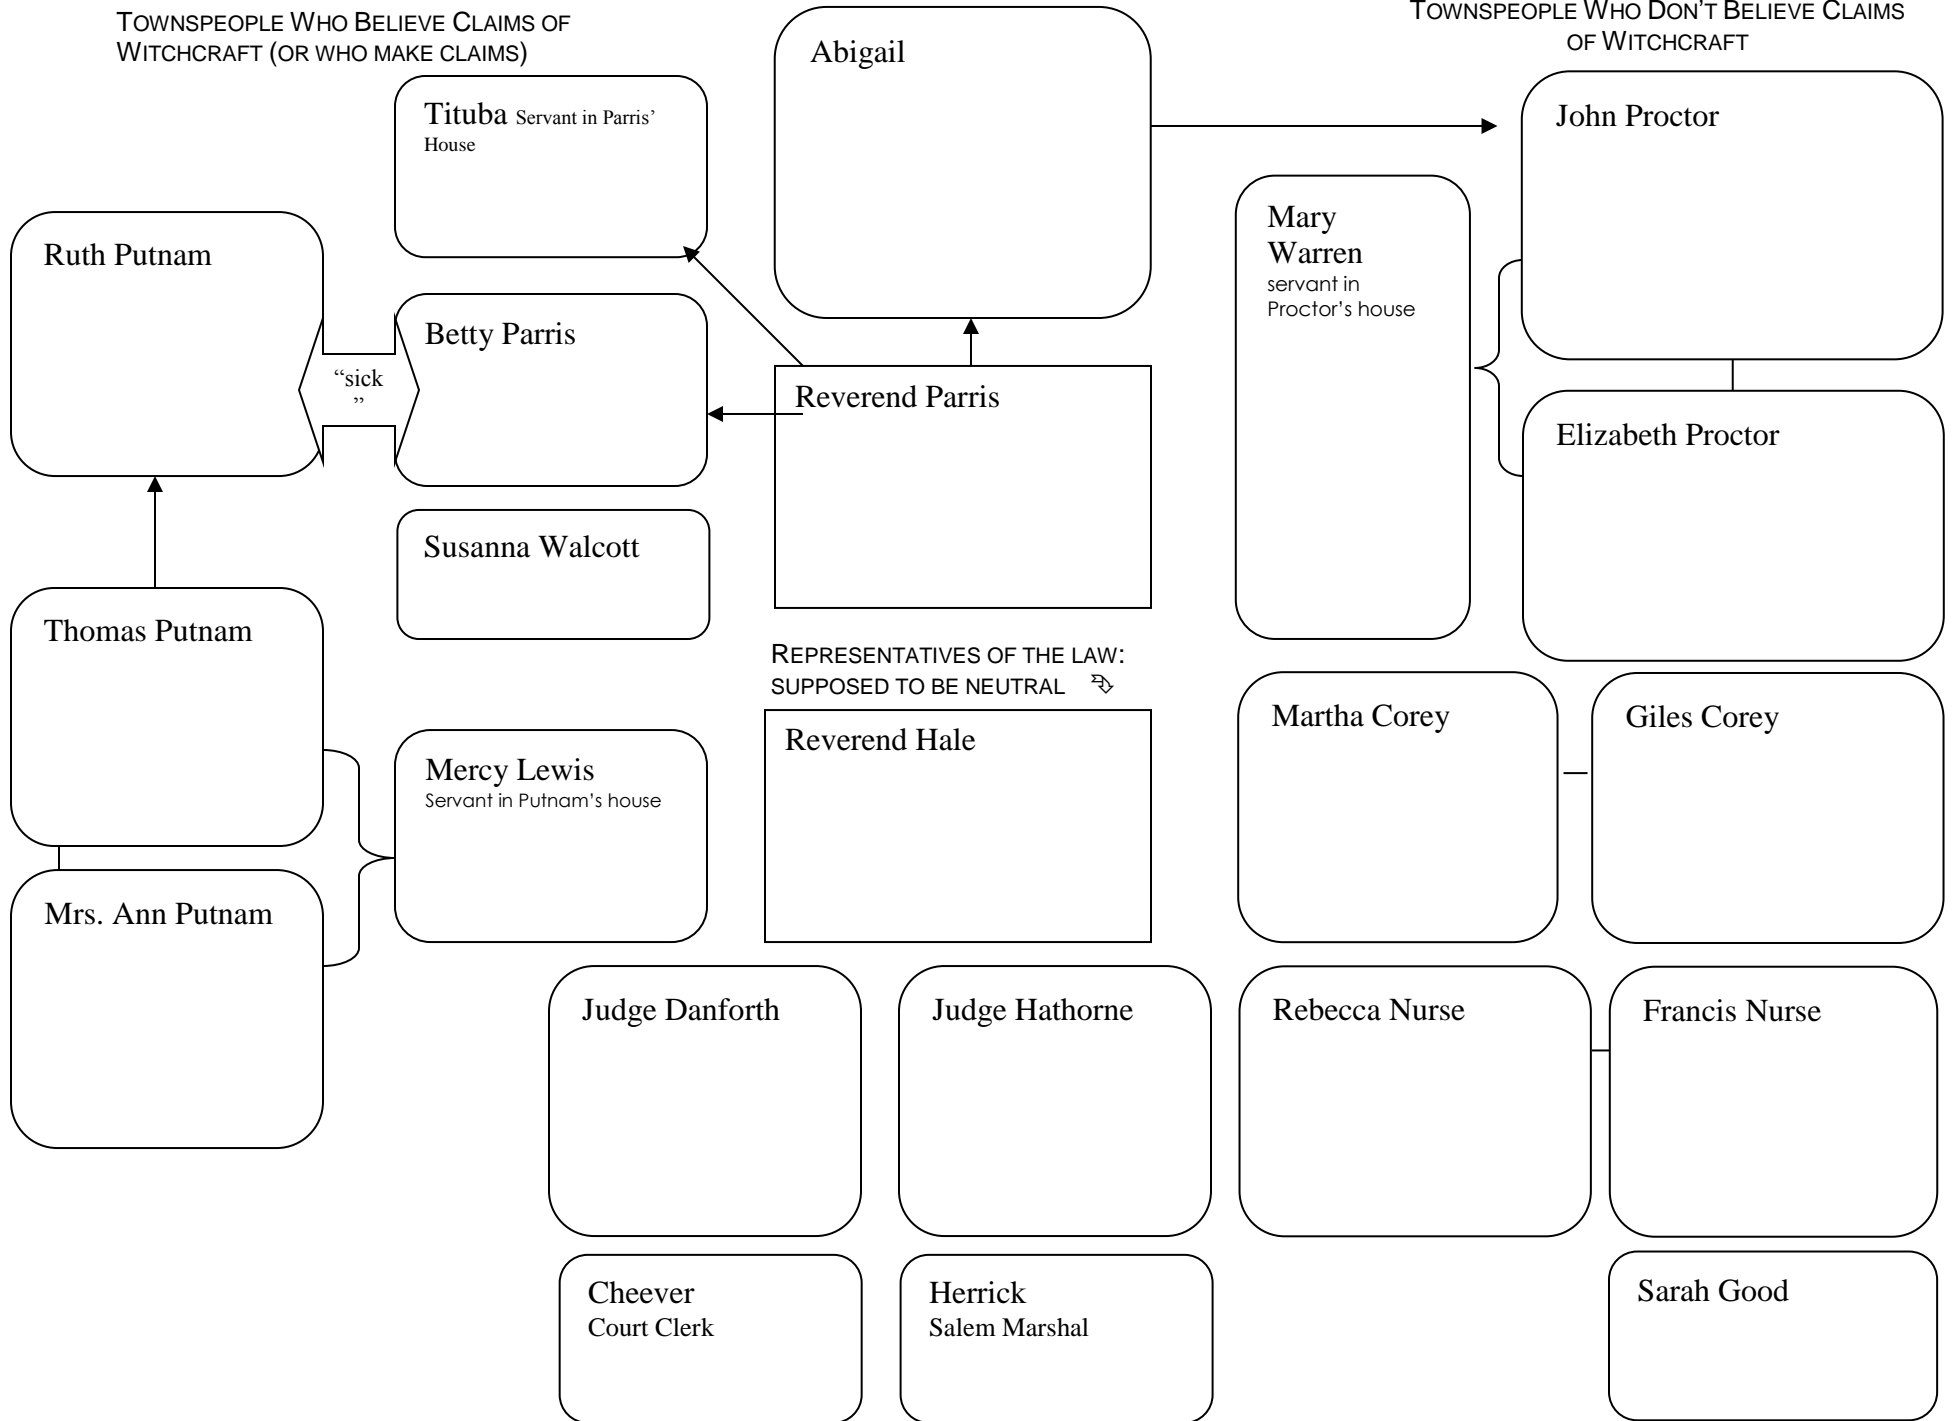 TOWNSPEOPLE WHO BELIEVE CLAIMS OF
WITCHCRAFT (OR WHO MAKE CLAIMS)
TOWNSPEOPLE WHO DON'T BELIEVE CLAIMS
OF WITCHCRAFT
Abigail
Tituba Servant in Parris'
House
John Proctor
Mary
Warren
servant in
Proctor's house
Ruth Putnam
Betty Parris
“sick
”
Reverend Parris
Elizabeth Proctor
Susanna Walcott
Thomas Putnam
REPRESENTATIVES OF THE LAW:
SUPPOSED TO BE NEUTRAL
Martha Corey
Giles Corey
Reverend Hale
Mercy Lewis
Servant in Putnam's house
Mrs. Ann Putnam
Judge Danforth
Judge Hathorne
Rebecca Nurse
Francis Nurse
Cheever
Court Clerk
Herrick
Salem Marshal
Sarah Good